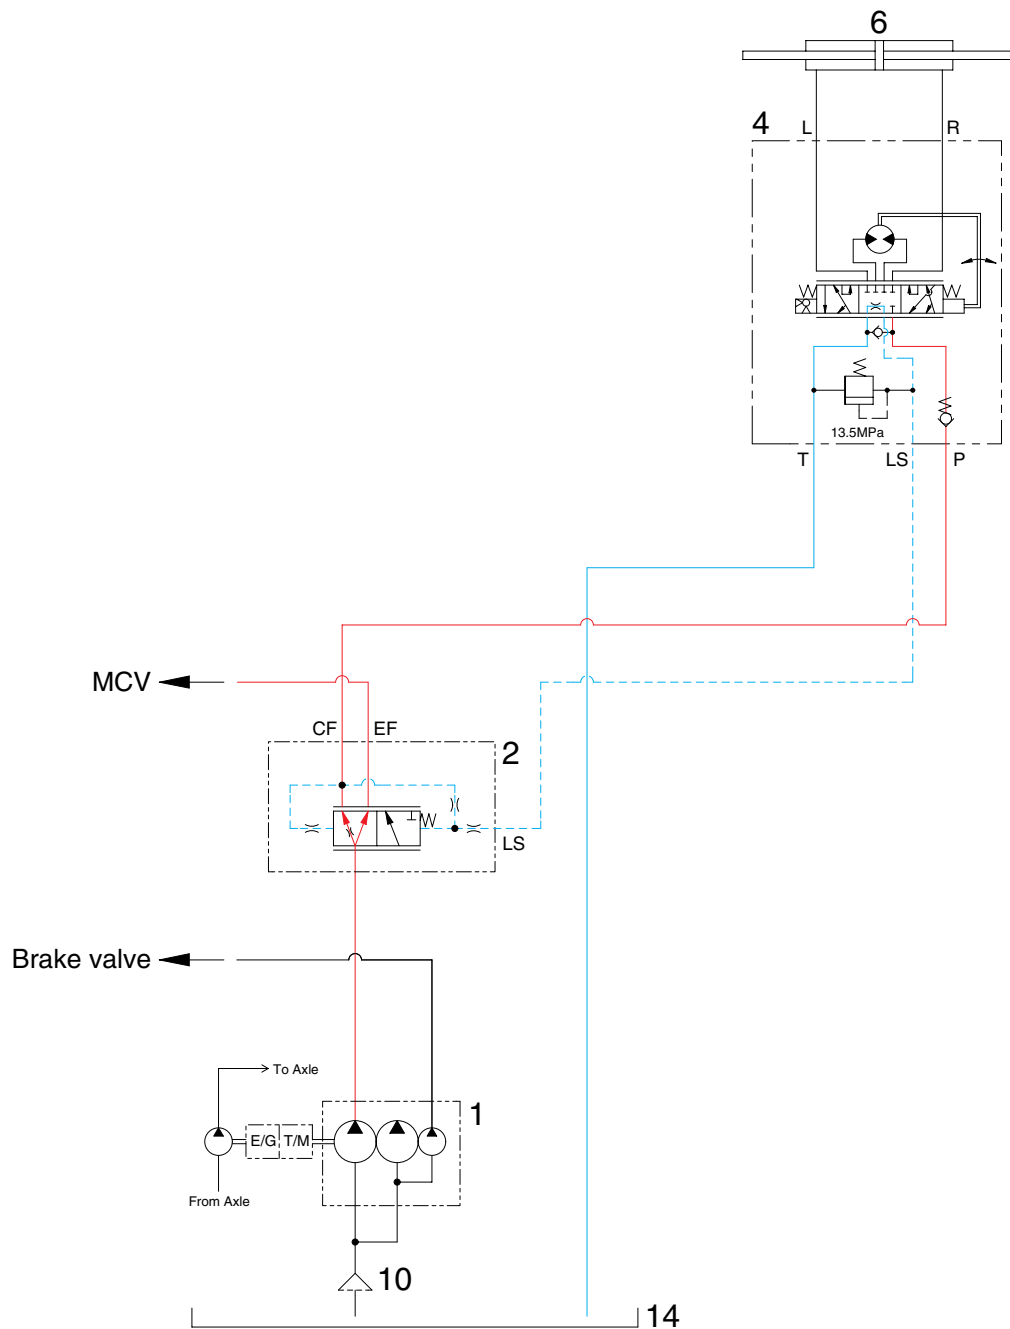 6
4
L
R
13.5MPa
T
LS
P
MCV
CF
EF
2
LS
Brake valve
To Axle
1
E/G
T/M
From Axle
10
14